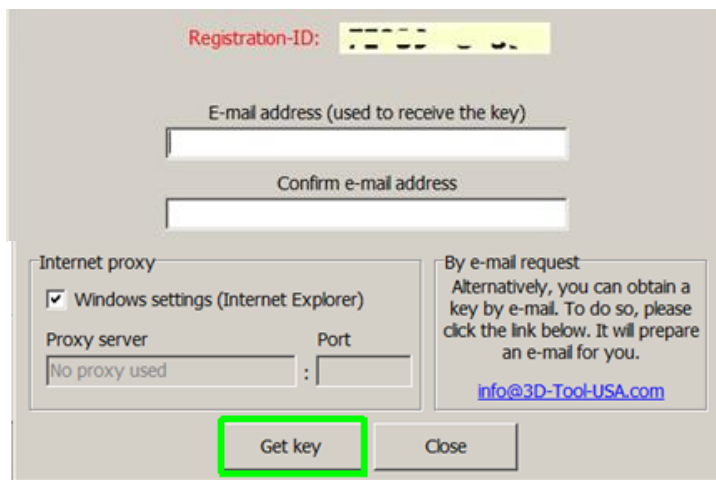 Registration-ID:
E-mail address (used to receive the key)
Confirm e-mail address
Internet proxy
Windows settings (Internet Explorer)
Proxy server Port
No proxy used :
By e-mail request
Alternatively, you can obtain a
key by e-mail. To do so, please
click the link below. It will prepare
an e-mail for you.
info@3D-Tool-USA.com
Get key Close